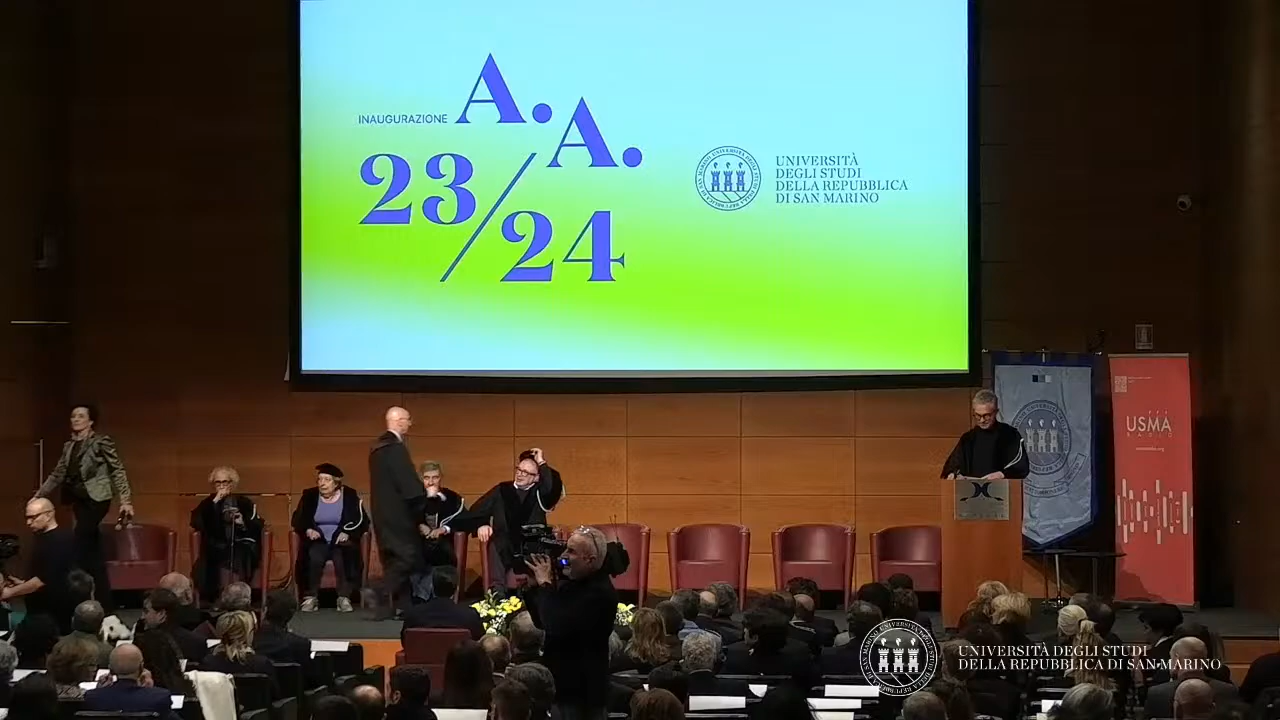 INAUGURAZIONE A.
A.
23/24
UNIVERSITÀ
DEGLI STUDI
DELLA REPUBBLICA
DI SAN MARINO
USMA
RADIO
UNIVERSITÀ DEGLI STUDI
DELLA REPUBBLICA DI SAN MARINO